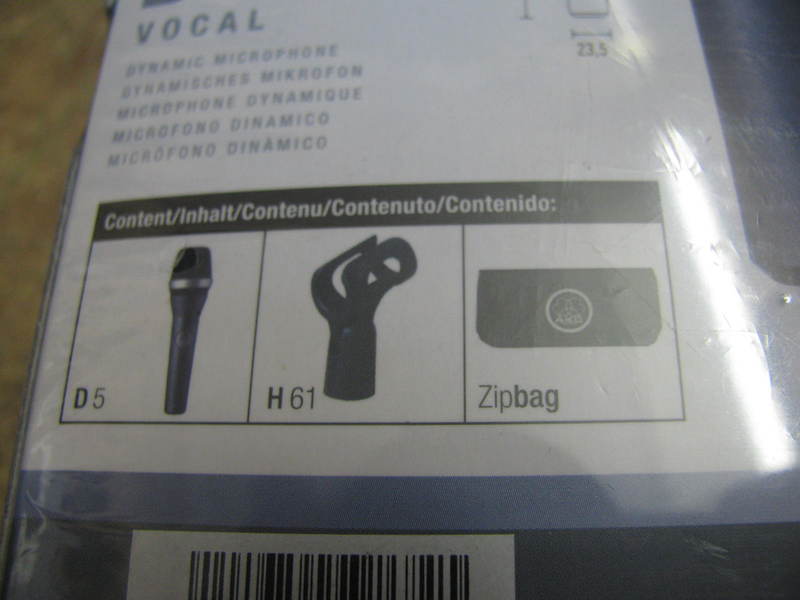 VOCAL
DYNAMIC MICROPHONE
DYNAMISCHES MIKROFON
MICROPHONE DYNAMIQUE
MICROFONO DINAMICO
MICRÓFONO DINÁMICO
23,5
Content/Inhalt/Contenu/Contenuto/Contenido:
AKG
D 5
H 61
Zipbag